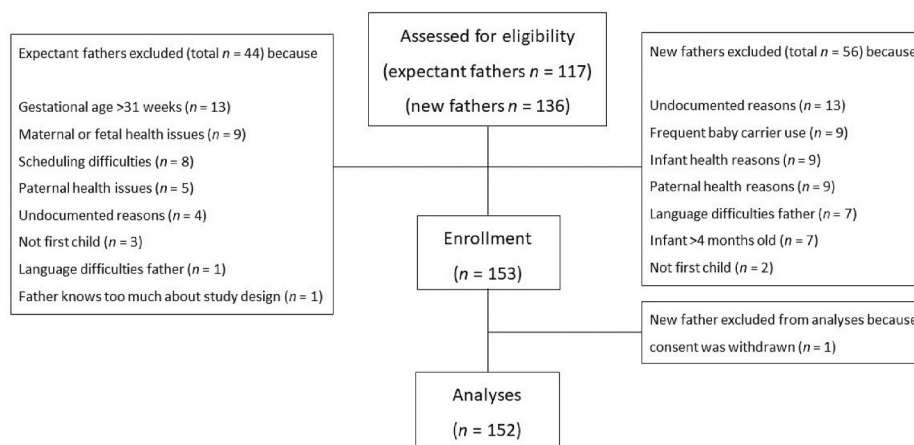 Assessed for eligibility
(expectant fathers n = 117)
(new fathers n = 136)
Expectant fathers excluded (total n = 44) because
Gestational age >31 weeks (n = 13)
Maternal or fetal health issues (n = 9)
Scheduling difficulties (n = 8)
Paternal health issues (n = 5)
Undocumented reasons (n = 4)
Not first child (n = 3)
Language difficulties father (n = 1)
Father knows too much about study design (n = 1)
New fathers excluded (total n = 56) because
Undocumented reasons (n = 13)
Frequent baby carrier use (n = 9)
Infant health reasons (n = 9)
Paternal health reasons (n = 9)
Language difficulties father (n = 7)
Infant >4 months old (n = 7)
Not first child (n = 2)
Enrollment
(n = 153)
New father excluded from analyses because
consent was withdrawn (n = 1)
Analyses
(n = 152)